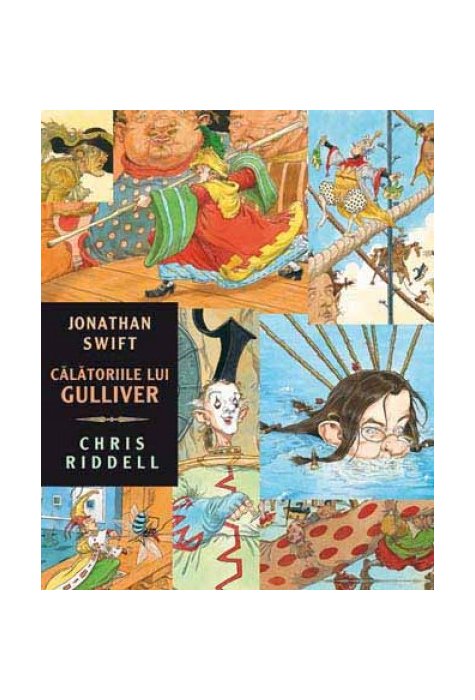 JONATHAN
SWIFT
CĂLĂTORIILE LUI
GULLIVER
CHRIS
RIDDELL